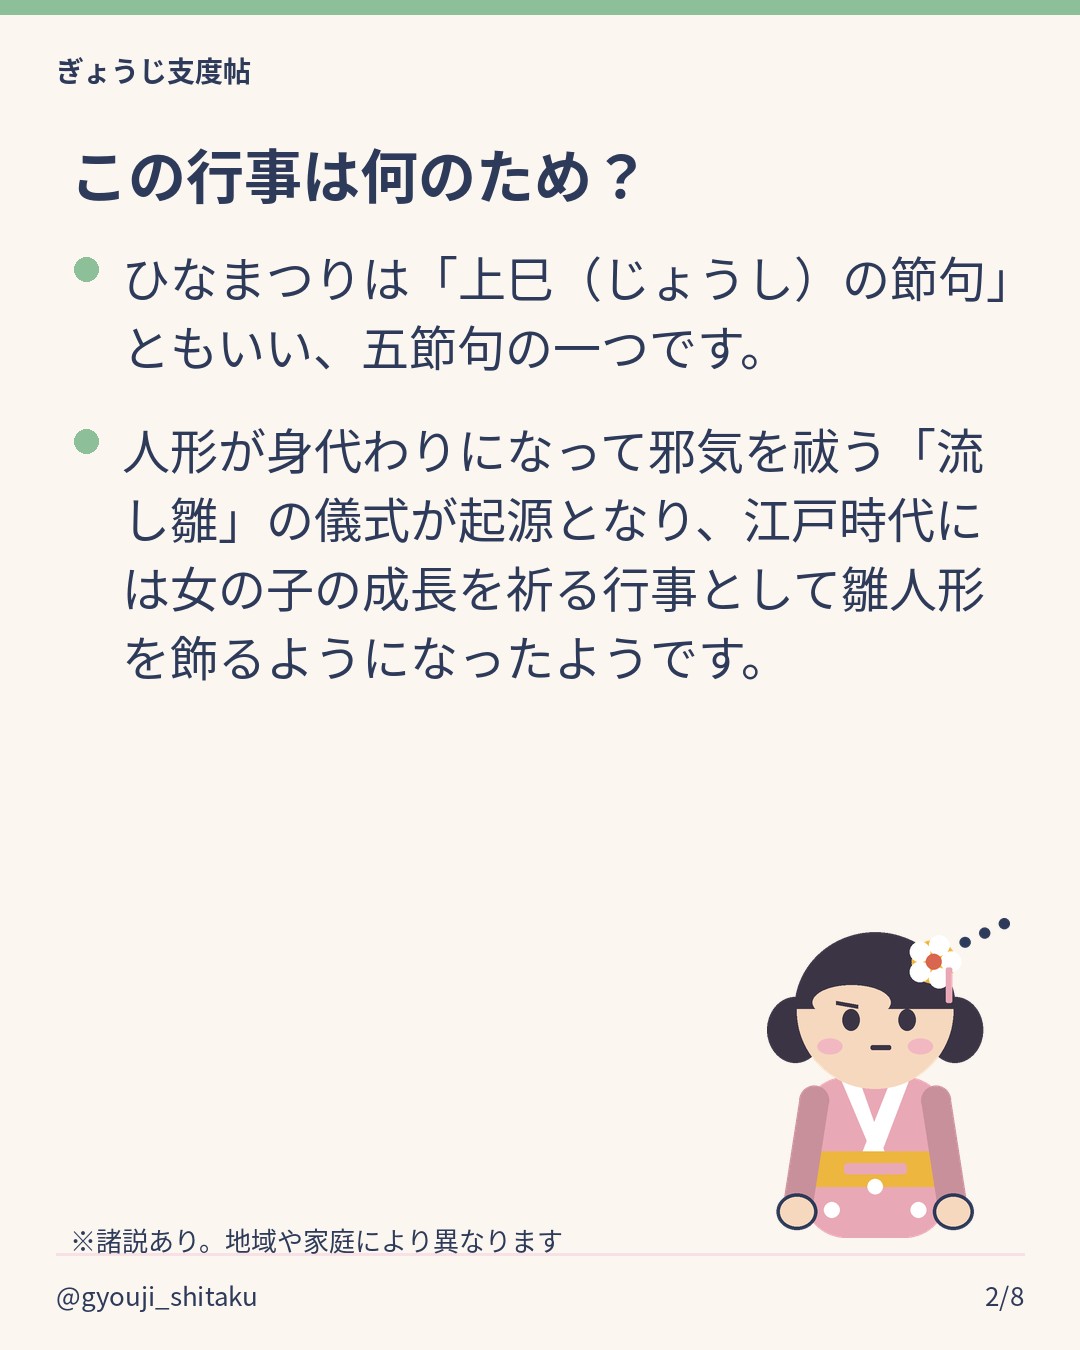 ぎょうじ支度帖
この行事は何のため？
ひなまつりは「上巳（じょうし）の節句」
ともいい、五節句の一つです。
人形が身代わりになって邪気を祓う「流
し雛」の儀式が起源となり、江戸時代に
は女の子の成長を祈る行事として雛人形
を飾るようになったようです。
※諸説あり。地域や家庭により異なります
@gyouji_shitaku
2/8